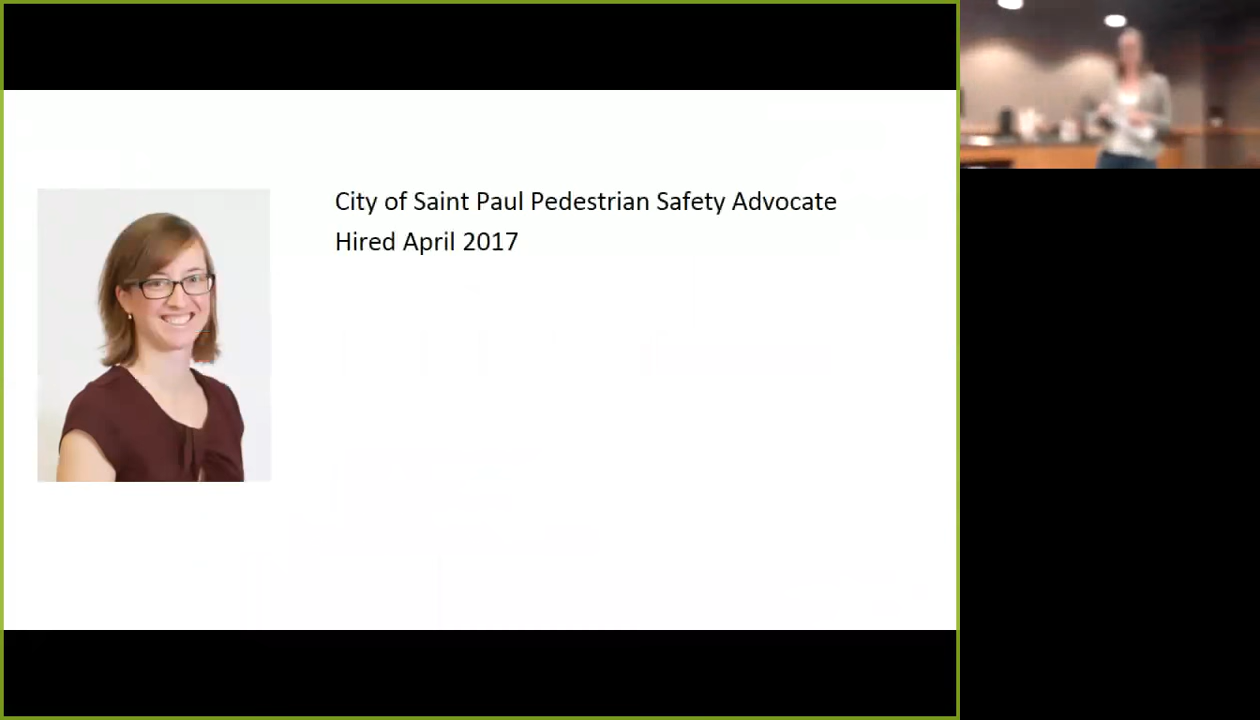 City of Saint Paul Pedestrian Safety Advocate
Hired April 2017